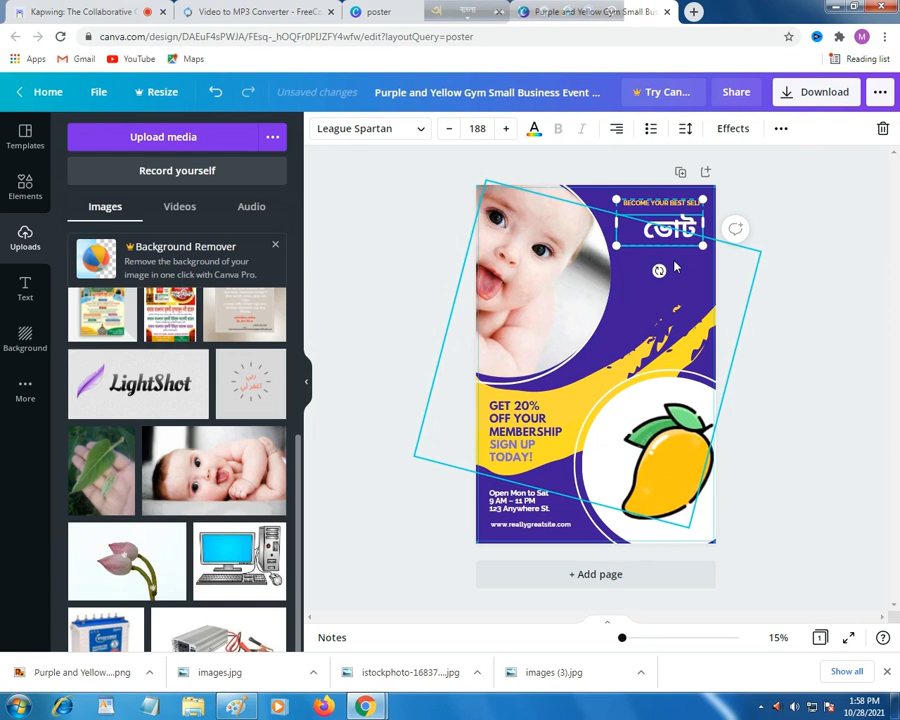 Kapwing: The Collaborative C
Video to MP3 Converter - FreeCo
poster
বাংলা
Purple and Yellow Gym Small Bus
canva.com/design/DAEuF4sPWJA/FEsq-_hOQFr0PIJZFY4wfw/edit?layoutQuery=poster
M
Apps
Gmail
YouTube
Maps
Reading list
Home
File
Resize
Unsaved changes
Purple and Yellow Gym Small Business Event ...
Try Can...
Share
Download
Templates
Elements
Uploads
Text
Background
More
Upload media
Record yourself
Images
Videos
Audio
Background Remover
Remove the background of your
image in one click with Canva Pro.
LightShot
League Spartan
188
A
B
I
Effects
BECOME YOUR BEST SELF
ভোট
GET 20%
OFF YOUR
MEMBERSHIP
SIGN UP
TODAY!
Open Mon to Sat
9 AM – 11 PM
123 Anywhere St.
www.reallygreatsite.com
+ Add page
Notes
15%
1
Purple and Yellow....png
images.jpg
istockphoto-16837....jpg
images (3).jpg
Show all
1:58 PM
10/28/2021